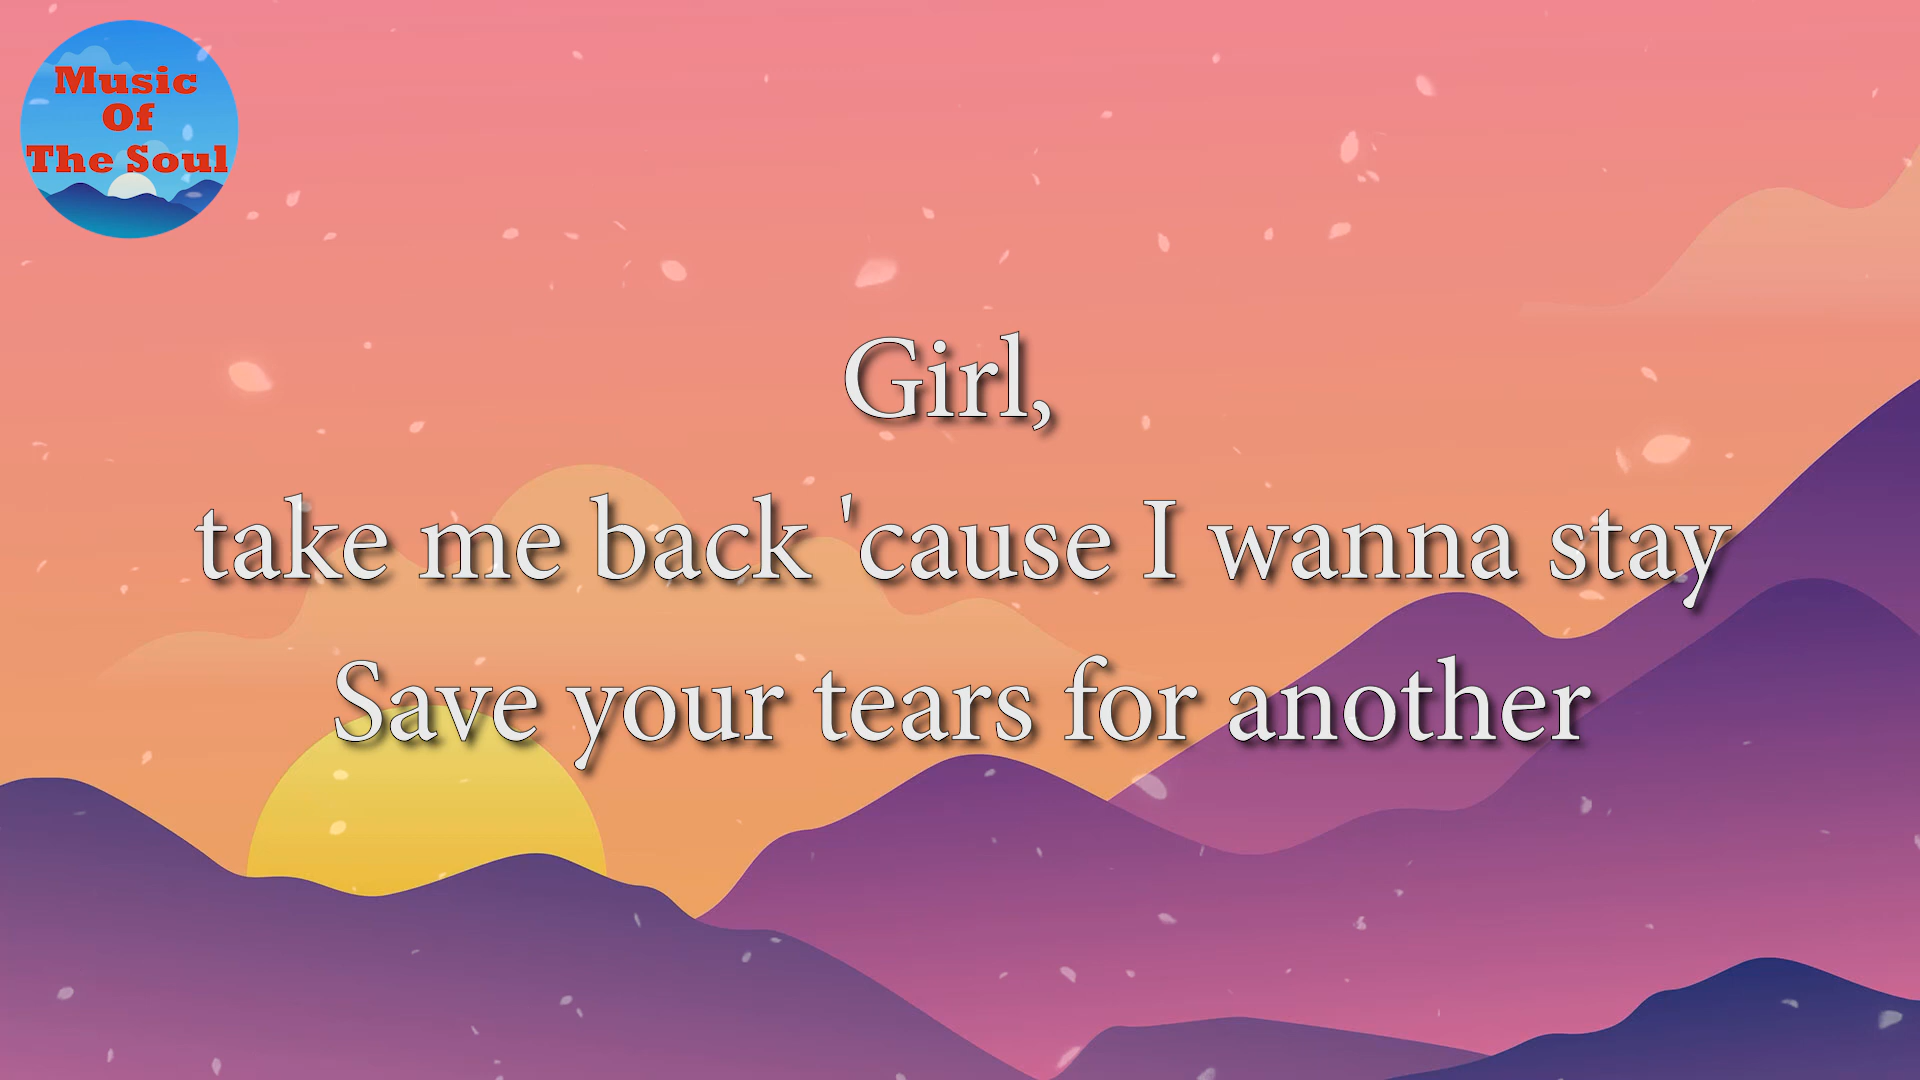 Music
Of
The Soul
Girl,
take me back 'cause I wanna stay
Save your tears for another